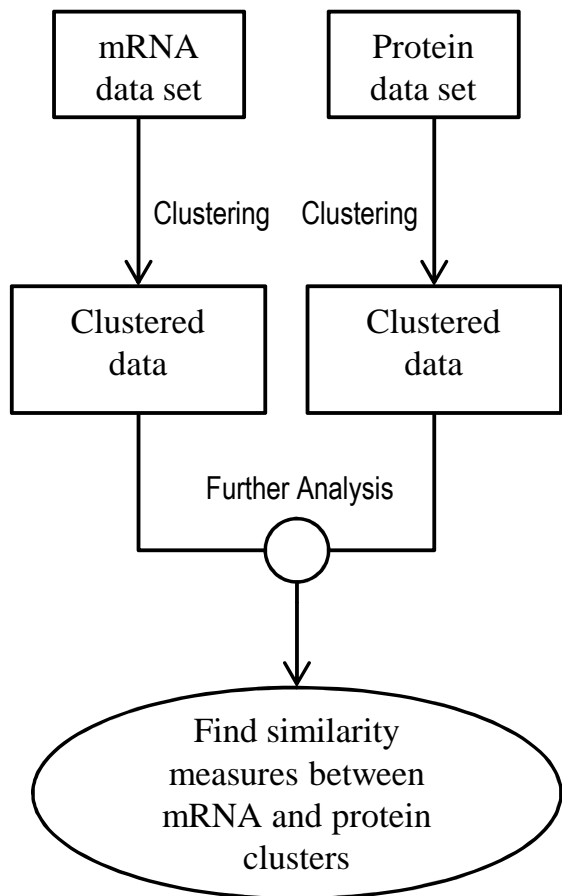 mRNA
data set
Protein
data set
Clustering
Clustering
Clustered
data
Clustered
data
Further Analysis
Find similarity
measures between
mRNA and protein
clusters